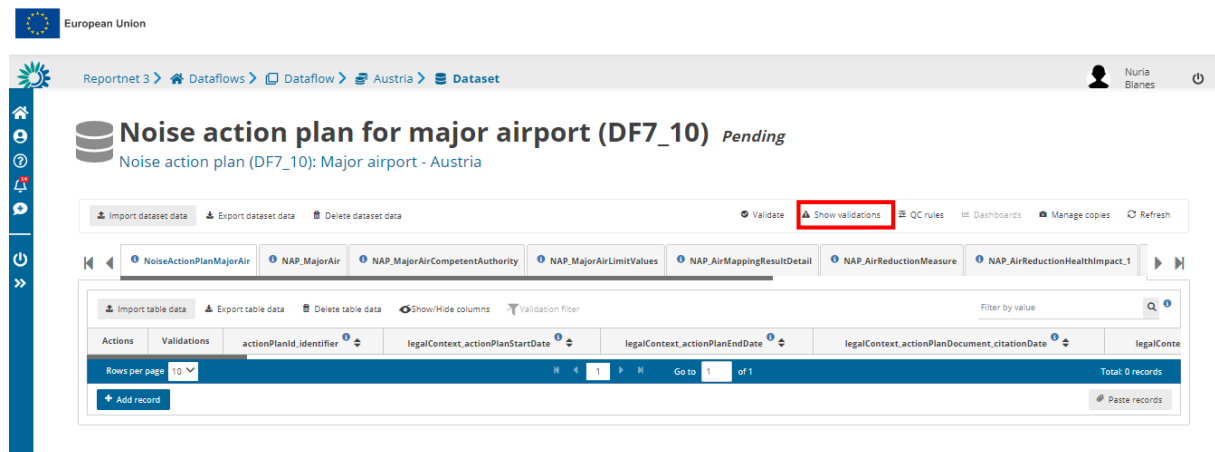 European Union
Reportnet 3 Dataflows Dataflow Austria Dataset
Nuria
Blanes
Noise action plan for major airport (DF7_10) Pending
Noise action plan (DF7_10): Major airport - Austria
Import dataset data Export dataset data Delete dataset data Validate Show validations QC rules Dashboards Manage copies Refresh
NoiseActionPlanMajorAir NAP_MajorAir NAP_MajorAirCompetentAuthority NAP_MajorAirLimitValues NAP_AirMappingResultDetail NAP_AirReductionMeasure NAP_AirReductionHealthImpact_1
Import table data Export table data Delete table data Show/Hide columns Validation filter Filter by value
Actions Validations actionPlanId_identifier legalContext_actionPlanStartDate legalContext_actionPlanEndDate legalContext_actionPlanDocument_citationDate legalConte
Rows per page 10 1 Go to 1 of 1 Total: 0 records
+ Add record Paste records